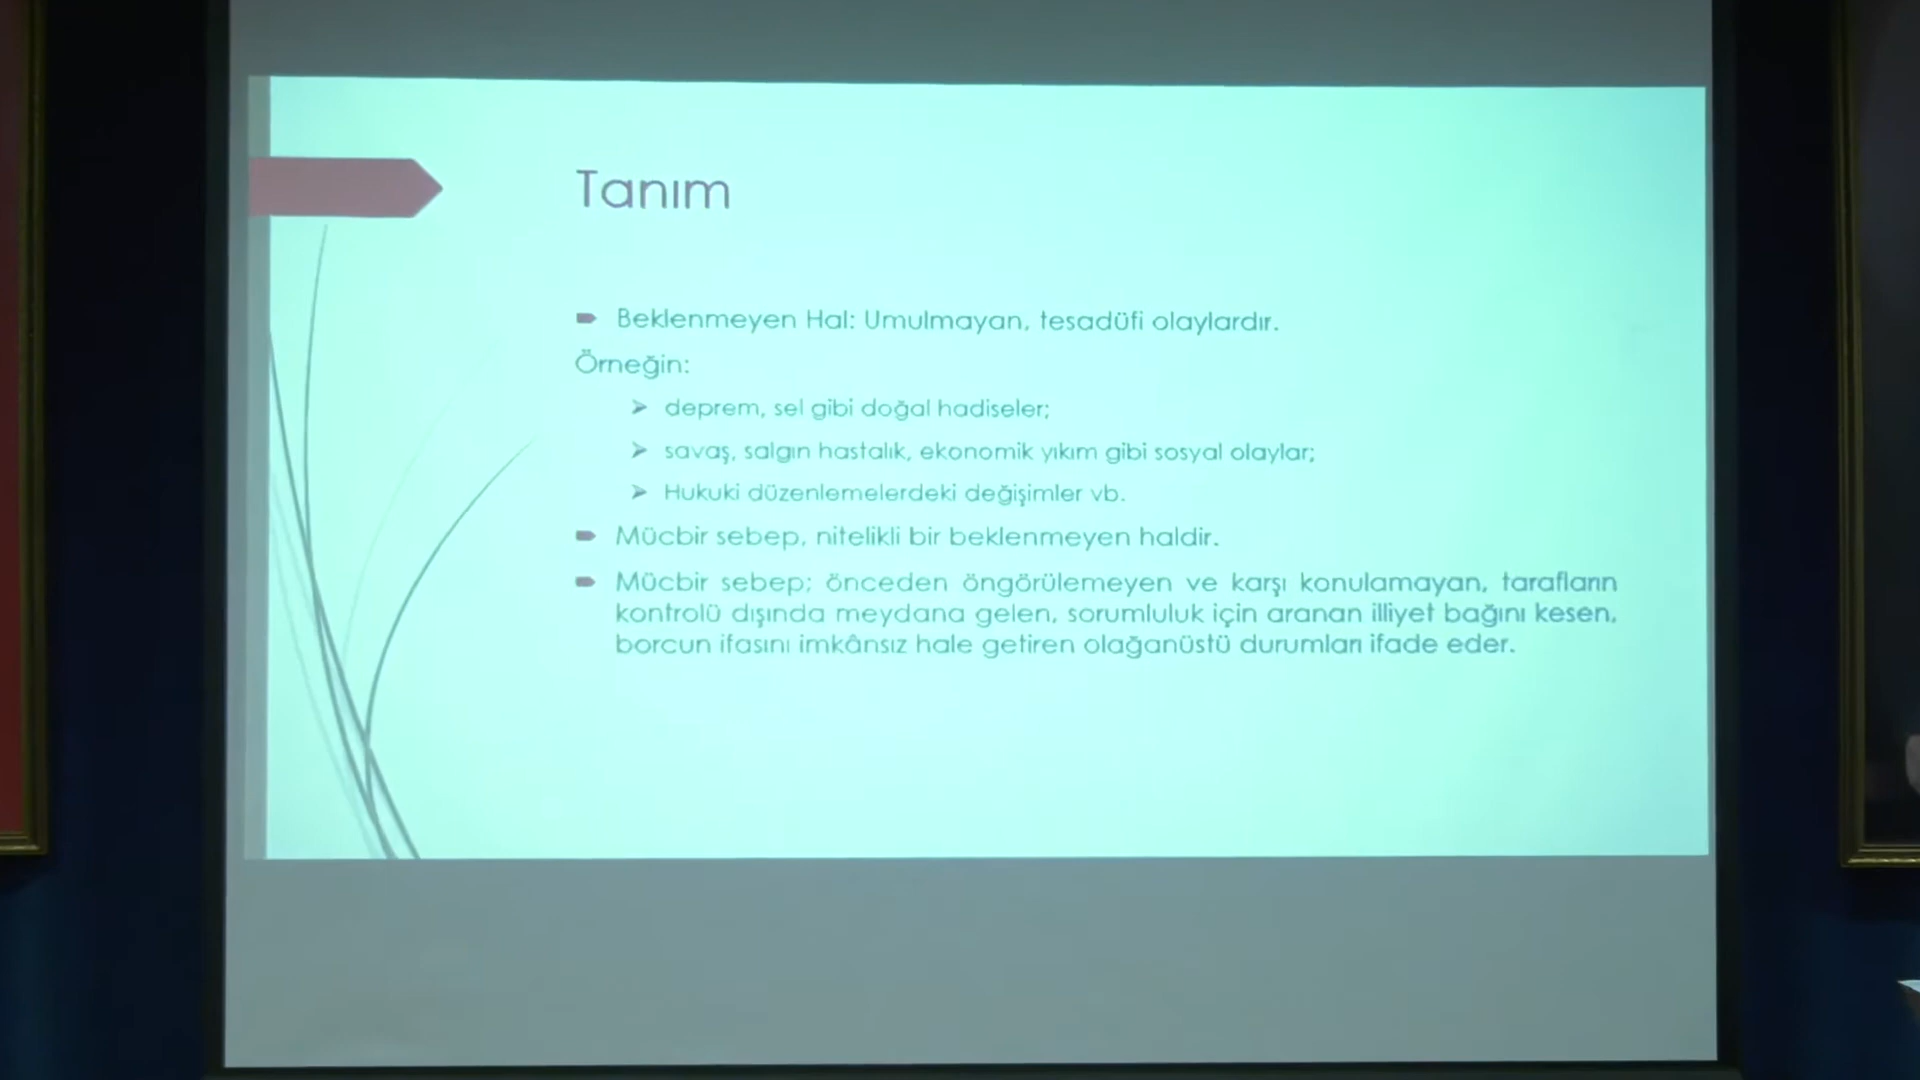 Tanım
Beklenmeyen Hal: Umulmayan, tesadüfi olaylardır.
Örneğin:
deprem, sel gibi doğal hadiseler;
savaş, salgın hastalık, ekonomik yıkım gibi sosyal olaylar;
Hukuki düzenlemelerdeki değişimler vb.
Mücbir sebep, nitelikli bir beklenmeyen haldir.
Mücbir sebep; önceden öngörülemeyen ve karşı konulamayan, tarafların
kontrolü dışında meydana gelen, sorumluluk için aranan illiyet bağını kesen,
borcun ifasını imkânsız hale getiren olağanüstü durumları ifade eder.